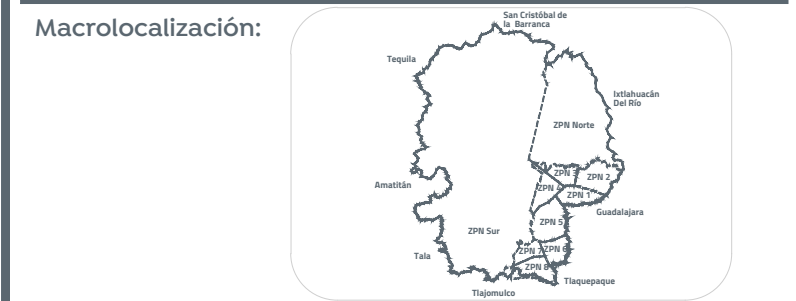 Macrolocalización:
San Cristóbal de
la Barranca
Tequila
Ixtlahuacán
Del Río
ZPN Norte
ZPN 3
ZPN 2
Amatitán
ZPN 4
ZPN 1
Guadalajara
ZPN 5
ZPN Sur
ZPN 7
ZPN 6
Tala
ZPN 8
Tlaquepaque
Tlajomulco